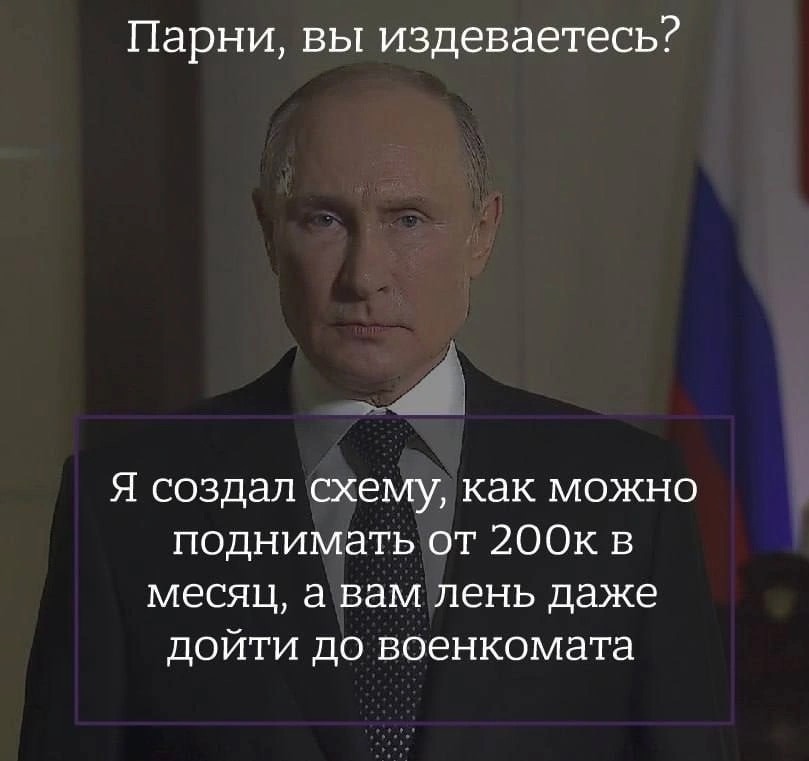 Парни, вы издеваетесь?
Я создал схему, как можно
поднимать от 200к в
месяц, а вам лень даже
дойти до военкомата